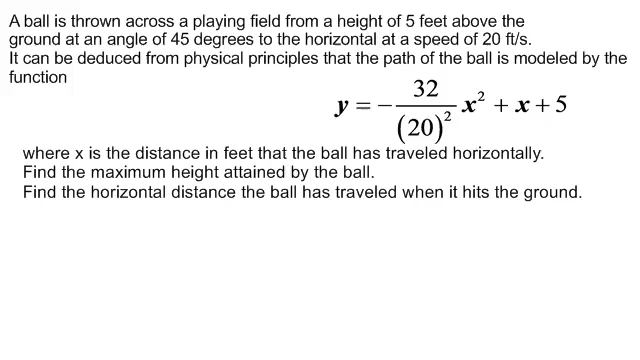 A ball is thrown across a playing field from a height of 5 feet above the
ground at an angle of 45 degrees to the horizontal at a speed of 20 ft/s.
It can be deduced from physical principles that the path of the ball is modeled by the
function
y = -\frac{32}{(20)^2} x^2 + x + 5
where x is the distance in feet that the ball has traveled horizontally.
Find the maximum height attained by the ball.
Find the horizontal distance the ball has traveled when it hits the ground.